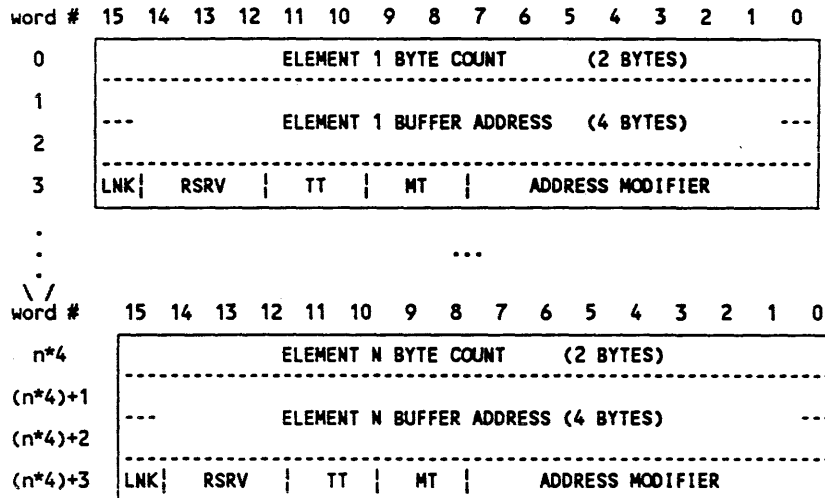 word # 15 14 13 12 11 10 9 8 7 6 5 4 3 2 1 0
0 ELEMENT 1 BYTE COUNT (2 BYTES)
1
--- ELEMENT 1 BUFFER ADDRESS (4 BYTES) ---
2
3 LNK¦ RSRV ¦ TT ¦ MT ¦ ADDRESS MODIFIER
.
. ...
.
\ /
word # 15 14 13 12 11 10 9 8 7 6 5 4 3 2 1 0
n*4 ELEMENT N BYTE COUNT (2 BYTES)
(n*4)+1
--- ELEMENT N BUFFER ADDRESS (4 BYTES) ---
(n*4)+2
(n*4)+3 LNK¦ RSRV ¦ TT ¦ MT ¦ ADDRESS MODIFIER